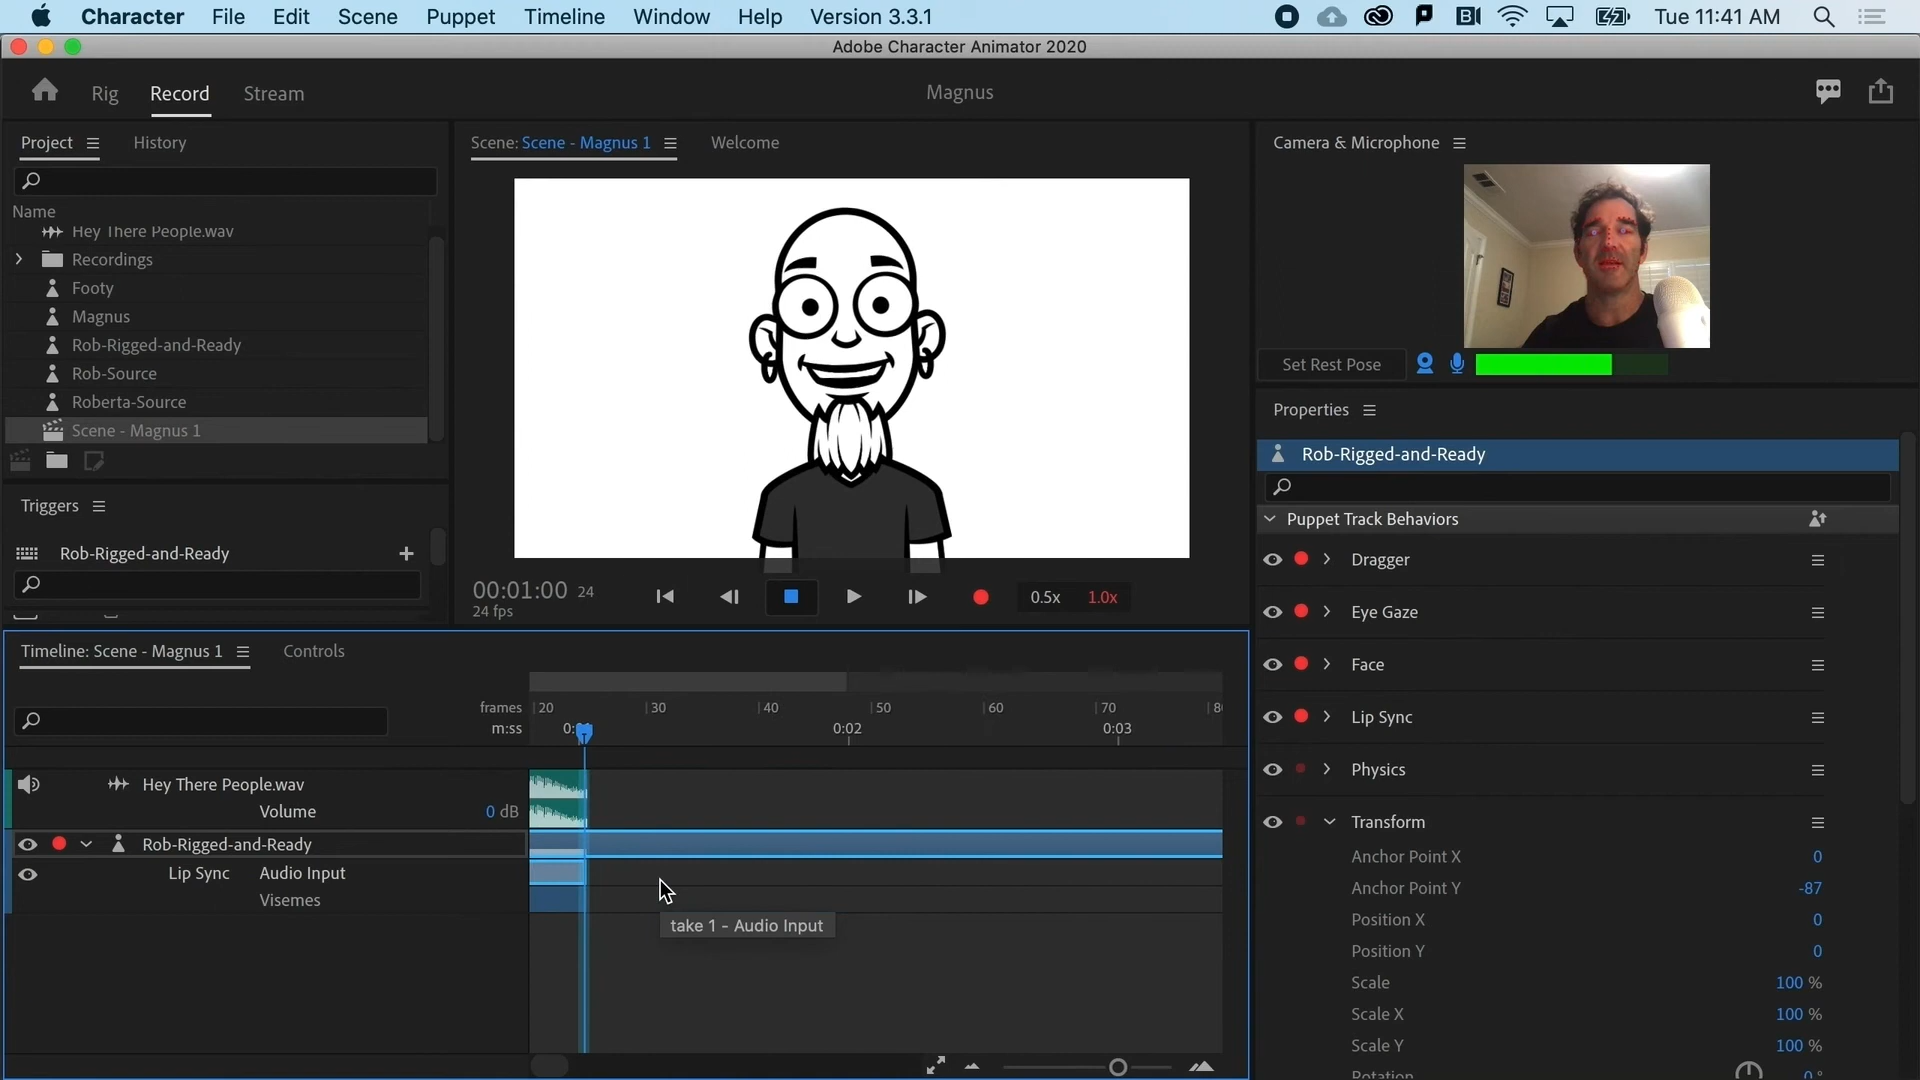 Character File Edit Scene Puppet Timeline Window Help Version 3.3.1 Tue 11:41 AM
Adobe Character Animator 2020
Rig Record Stream Magnus
Project History
Scene: Scene - Magnus 1 Welcome
Camera & Microphone
Name
Hey There People.wav
Recordings
Footy
Magnus
Rob-Rigged-and-Ready
Rob-Source
Roberta-Source
Scene - Magnus 1
Set Rest Pose
Properties
Rob-Rigged-and-Ready
Triggers
Rob-Rigged-and-Ready +
00:01:00 24
24 fps
0.5x 1.0x
Puppet Track Behaviors
Dragger
Eye Gaze
Face
Lip Sync
Physics
Transform
Anchor Point X 0
Anchor Point Y -87
Position X 0
Position Y 0
Scale 100 %
Scale X 100 %
Scale Y 100 %
Rotation 0 °
Timeline: Scene - Magnus 1 Controls
frames 20 30 40 50 60 70
m:ss 0:02 0:03
Hey There People.wav
Volume 0 dB
Rob-Rigged-and-Ready
Lip Sync Audio Input
Visemes
take 1 - Audio Input